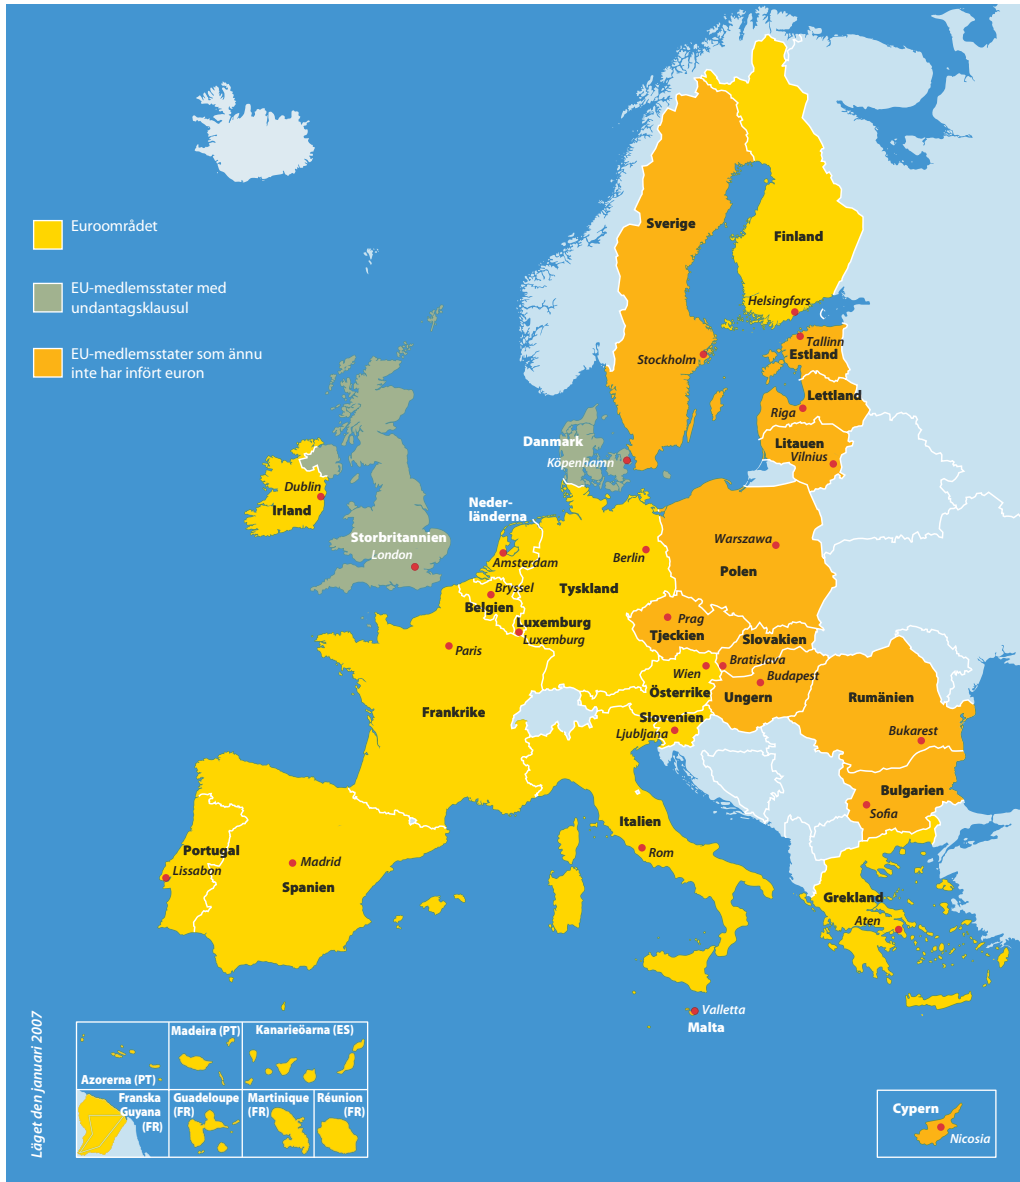 Euroområdet
EU-medlemsstater med
undantagsklausul
EU-medlemsstater som ännu
inte har infört euron
Sverige
Finland
Helsingfors
Tallinn
Estland
Stockholm
Lettland
Riga
Litauen
Vilnius
Danmark
Köpenhamn
Dublin
Irland
Neder-
länderna
Storbritannien
London
Amsterdam
Berlin
Warszawa
Polen
Tyskland
Bryssel
Belgien
Luxemburg
Luxemburg
Prag
Tjeckien
Slovakien
Paris
Wien
Bratislava
Budapest
Österrike
Ungern
Rumänien
Frankrike
Slovenien
Ljubljana
Bukarest
Bulgarien
Sofia
Italien
Rom
Portugal
Lissabon
Madrid
Spanien
Grekland
Aten
Valletta
Malta
Läget den januari 2007
Azorerna (PT)
Madeira (PT)
Kanarieöarna (ES)
Franska
Guyana
(FR)
Guadeloupe
(FR)
Martinique
(FR)
Réunion
(FR)
Cypern
Nicosia